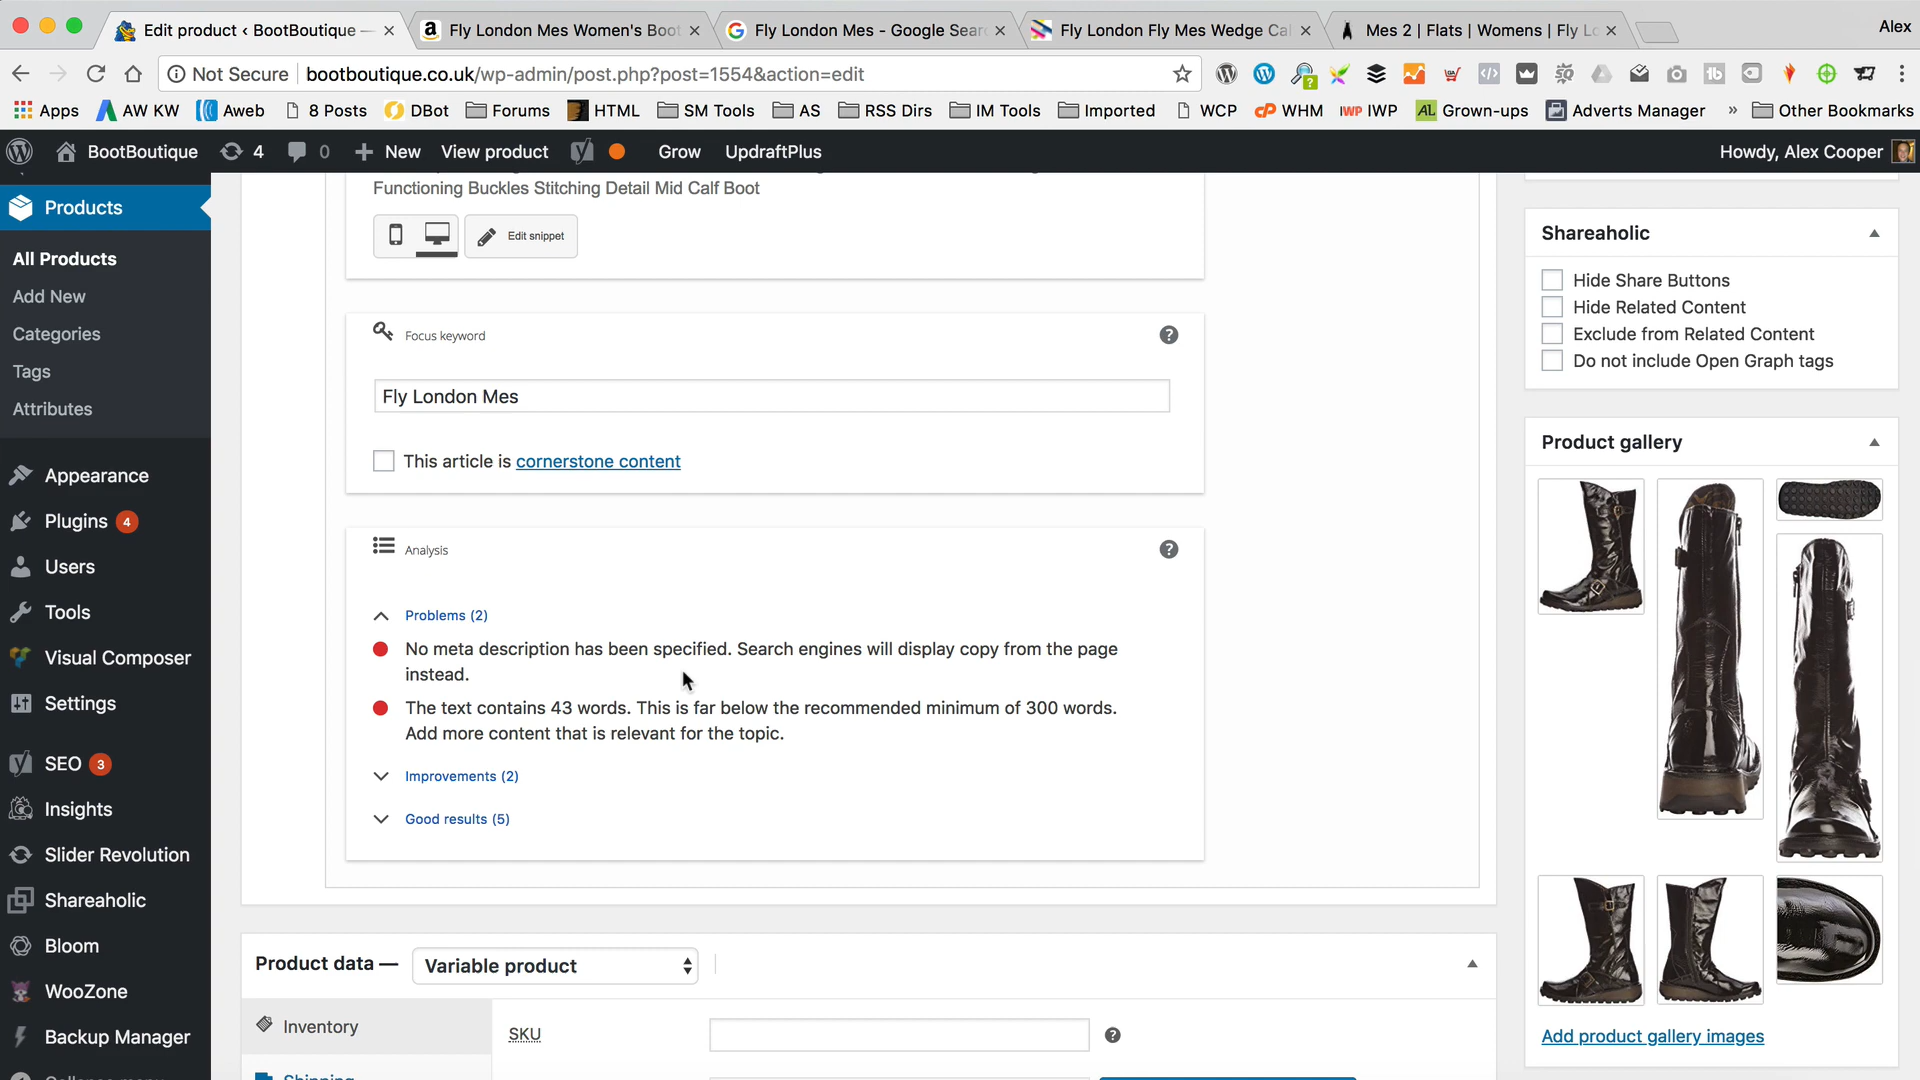 Edit product ‹ BootBoutique —
Fly London Mes Women's Boot
Fly London Mes - Google Sear
Fly London Fly Mes Wedge Cal
Mes 2 | Flats | Womens | Fly Lo
Alex
Not Secure
bootboutique.co.uk/wp-admin/post.php?post=1554&action=edit
Apps
AW KW
Aweb
8 Posts
DBot
Forums
HTML
SM Tools
AS
RSS Dirs
IM Tools
Imported
WCP
WHM
IWP
Grown-ups
Adverts Manager
»
Other Bookmarks
BootBoutique
4
0
New
View product
Grow
UpdraftPlus
Howdy, Alex Cooper
Products
All Products
Add New
Categories
Tags
Attributes
Appearance
Plugins 4
Users
Tools
Visual Composer
Settings
SEO 3
Insights
Slider Revolution
Shareaholic
Bloom
WooZone
Backup Manager
Functioning Buckles Stitching Detail Mid Calf Boot
Edit snippet
Focus keyword
Fly London Mes
This article is cornerstone content
Analysis
Problems (2)
No meta description has been specified. Search engines will display copy from the page
instead.
The text contains 43 words. This is far below the recommended minimum of 300 words.
Add more content that is relevant for the topic.
Improvements (2)
Good results (5)
Product data —
Variable product
Inventory
SKU
Shipping
Shareaholic
Hide Share Buttons
Hide Related Content
Exclude from Related Content
Do not include Open Graph tags
Product gallery
Add product gallery images